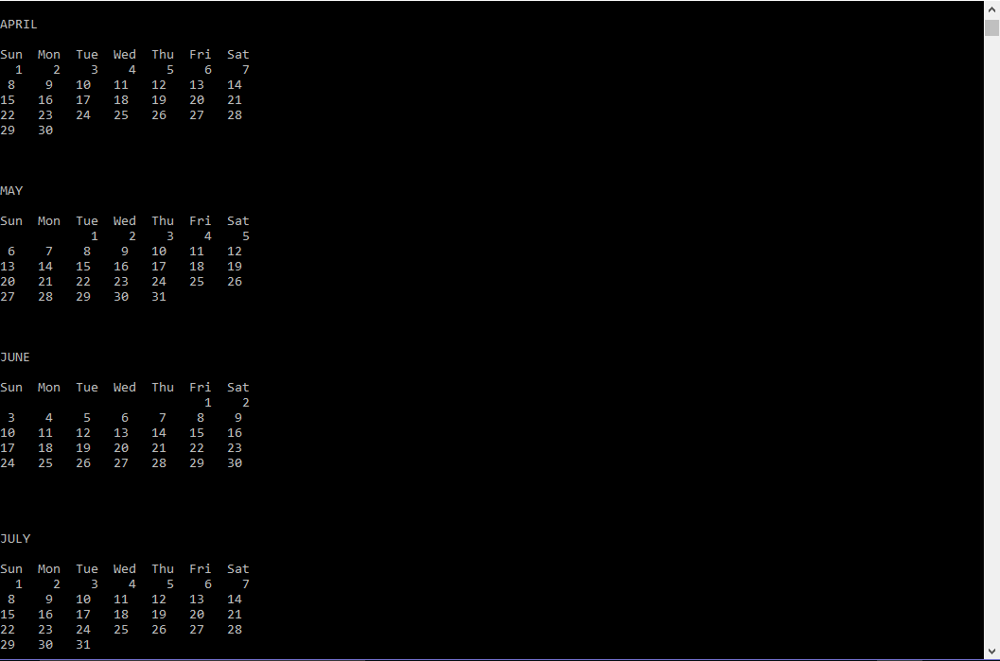 APRIL
Sun  Mon  Tue  Wed  Thu  Fri  Sat
  1    2    3    4    5    6    7
 8    9   10   11   12   13   14
15   16   17   18   19   20   21
22   23   24   25   26   27   28
29   30
MAY
Sun  Mon  Tue  Wed  Thu  Fri  Sat
            1    2    3    4    5
 6    7    8    9   10   11   12
13   14   15   16   17   18   19
20   21   22   23   24   25   26
27   28   29   30   31
JUNE
Sun  Mon  Tue  Wed  Thu  Fri  Sat
                           1    2
 3    4    5    6    7    8    9
10   11   12   13   14   15   16
17   18   19   20   21   22   23
24   25   26   27   28   29   30
JULY
Sun  Mon  Tue  Wed  Thu  Fri  Sat
  1    2    3    4    5    6    7
 8    9   10   11   12   13   14
15   16   17   18   19   20   21
22   23   24   25   26   27   28
29   30   31